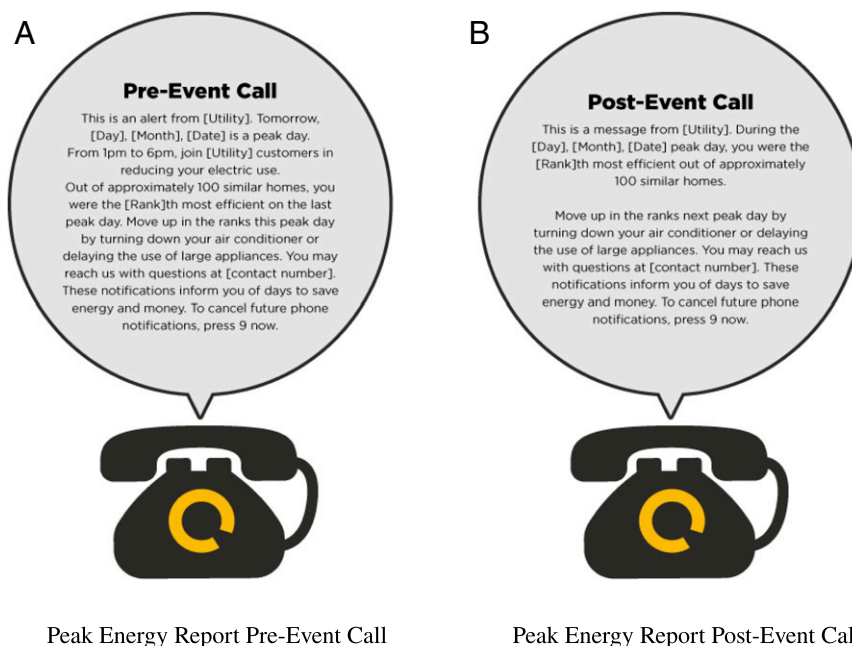 A
Pre-Event Call
This is an alert from [Utility]. Tomorrow,
[Day], [Month], [Date] is a peak day.
From 1pm to 6pm, join [Utility] customers in
reducing your electric use.
Out of approximately 100 similar homes, you
were the [Rank]th most efficient on the last
peak day. Move up in the ranks this peak day
by turning down your air conditioner or
delaying the use of large appliances. You may
reach us with questions at [contact number].
These notifications inform you of days to save
energy and money. To cancel future phone
notifications, press 9 now.
Peak Energy Report Pre-Event Call
B
Post-Event Call
This is a message from [Utility]. During the
[Day], [Month], [Date] peak day, you were the
[Rank]th most efficient out of approximately
100 similar homes.
Move up in the ranks next peak day by
turning down your air conditioner or delaying
the use of large appliances. You may reach us
with questions at [contact number]. These
notifications inform you of days to save
energy and money. To cancel future phone
notifications, press 9 now.
Peak Energy Report Post-Event Cal